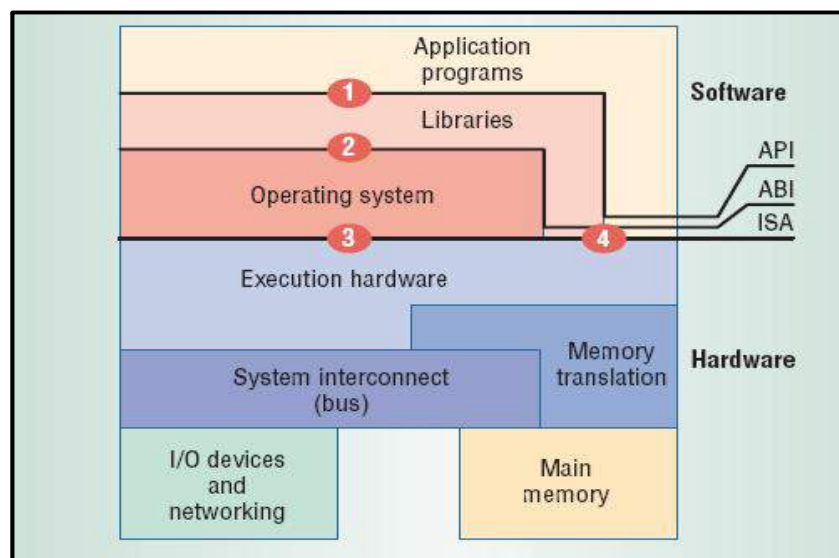 Application
programs
Software
1
Libraries
2
API
Operating system
ABI
ISA
3
4
Execution hardware
Memory
translation
Hardware
System interconnect
(bus)
I/O devices
and
networking
Main
memory